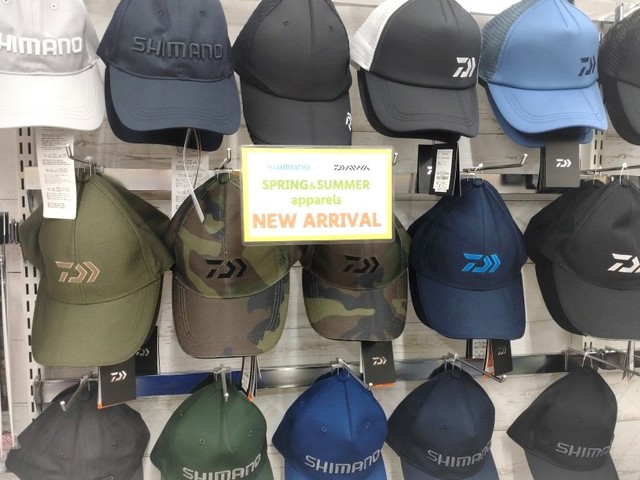 SHIMANO
SHIMANO
SHIMANO DAIWA
SPRING&SUMMER
apparels
NEW ARRIVAL
SHIMANO
SHIMANO
SHIMANO
SHIMANO